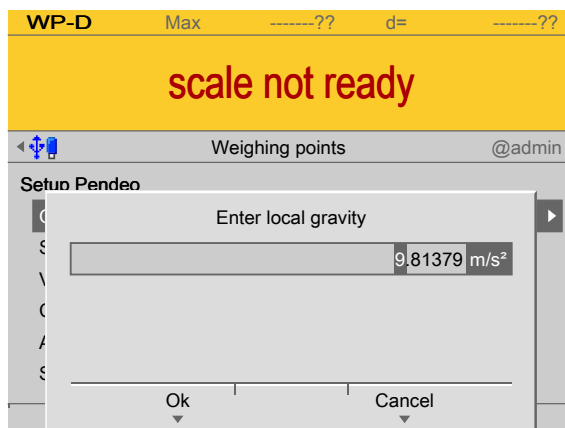 WP-D Max -------?? d= -------??
scale not ready
Weighing points @admin
Setup Pendeo
Enter local gravity
9.81379 m/s²
Ok Cancel